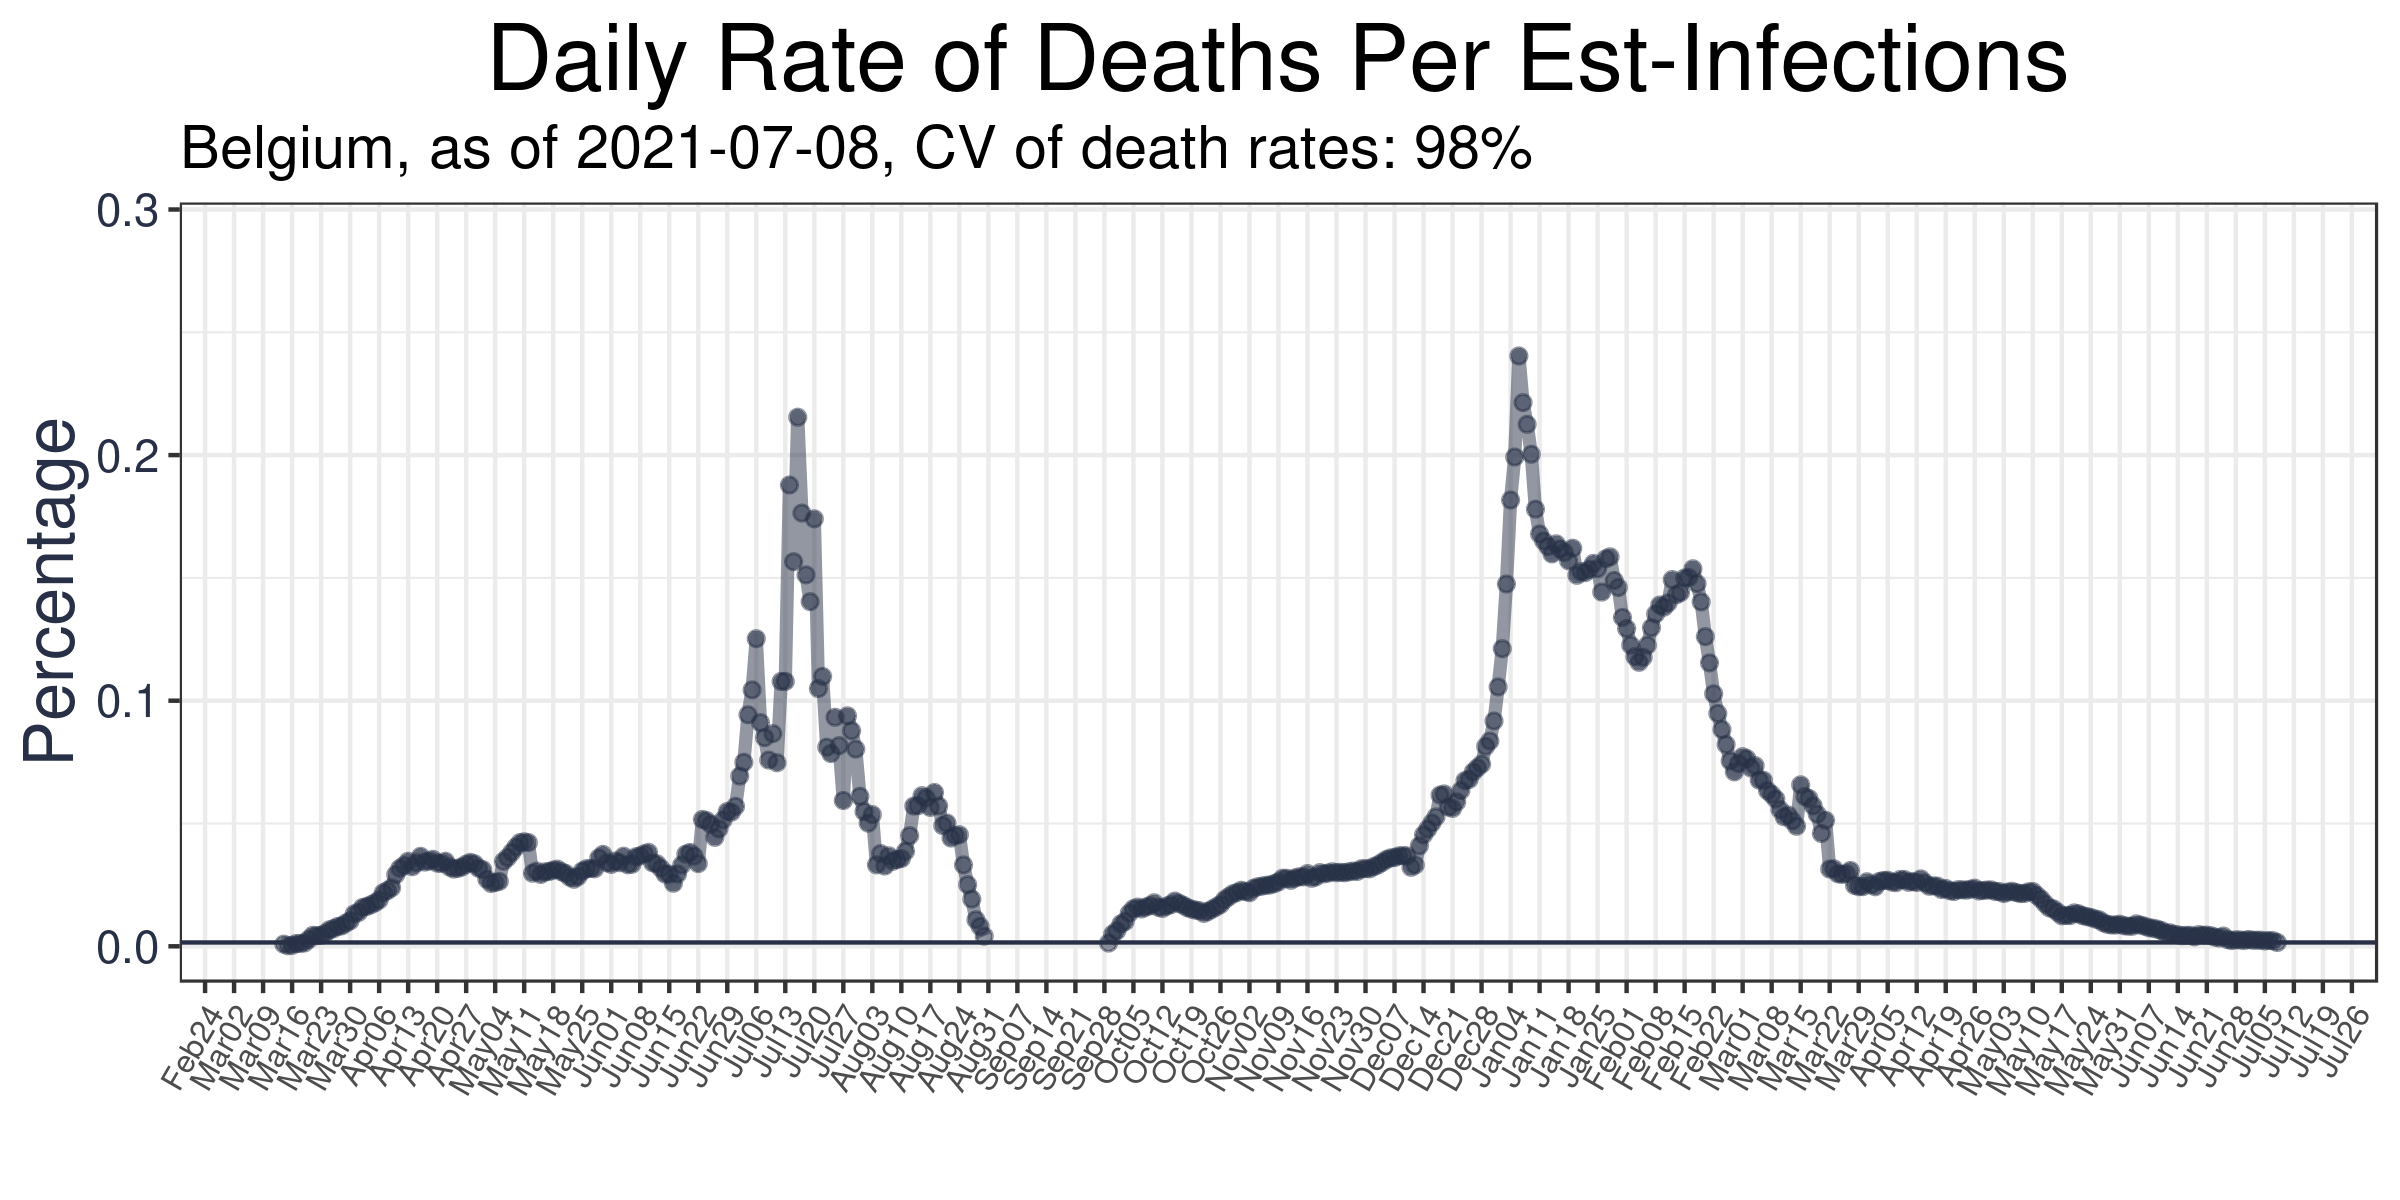 Daily Rate of Deaths Per Est-Infections
Belgium, as of 2021-07-08, CV of death rates: 98%
Percentage
0.3
0.2
0.1
0.0
Feb24
Mar02
Mar09
Mar16
Mar23
Mar30
Apr06
Apr13
Apr20
Apr27
May04
May11
May18
May25
Jun01
Jun08
Jun15
Jun22
Jun29
Jul06
Jul13
Jul20
Jul27
Aug03
Aug10
Aug17
Aug24
Aug31
Sep07
Sep14
Sep21
Sep28
Oct05
Oct12
Oct19
Oct26
Nov02
Nov09
Nov16
Nov23
Nov30
Dec07
Dec14
Dec21
Dec28
Jan04
Jan11
Jan18
Jan25
Feb01
Feb08
Feb15
Feb22
Mar01
Mar08
Mar15
Mar22
Mar29
Apr05
Apr12
Apr19
Apr26
May03
May10
May17
May24
May31
Jun07
Jun14
Jun21
Jun28
Jul05
Jul12
Jul19
Jul26